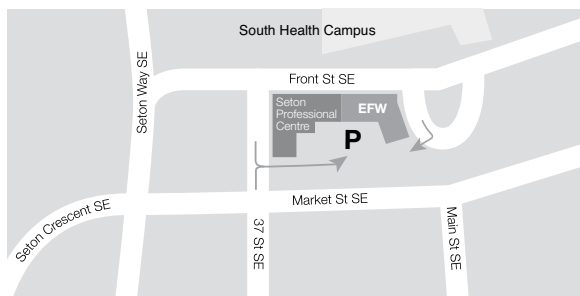 South Health Campus
Seton Way SE
Front St SE
Seton
Professional
Centre
EFW
P
Market St SE
Seton Crescent SE
37 St SE
Main St SE